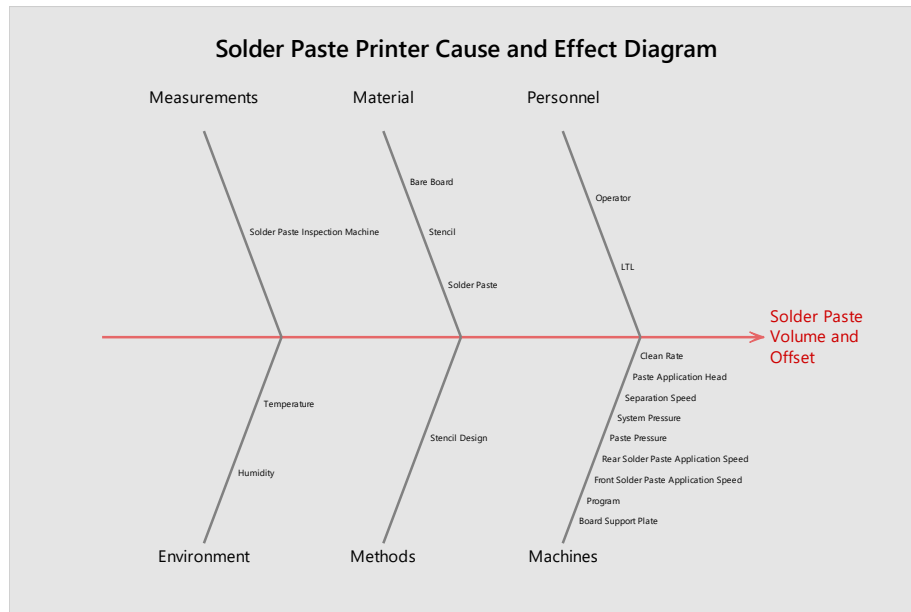 Solder Paste Printer Cause and Effect Diagram
Measurements
Material
Personnel
Bare Board
Operator
Solder Paste Inspection Machine
Stencil
LTL
Solder Paste
Solder Paste
Volume and
Offset
Clean Rate
Paste Application Head
Separation Speed
Temperature
System Pressure
Stencil Design
Paste Pressure
Rear Solder Paste Application Speed
Humidity
Front Solder Paste Application Speed
Program
Board Support Plate
Environment
Methods
Machines